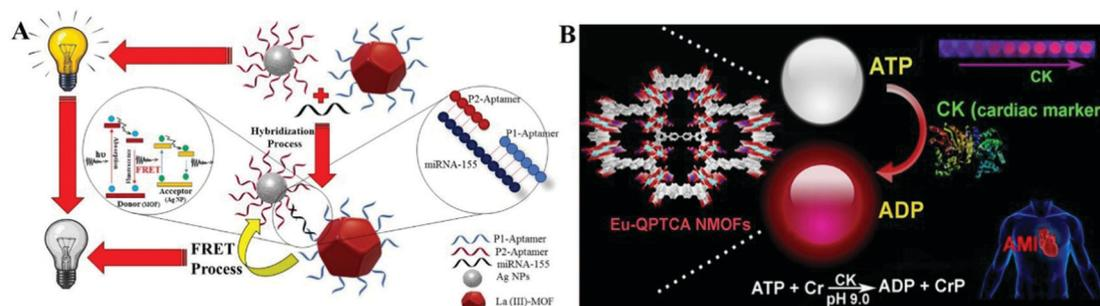 A
Hybridization
Process
P2-Aptamer
P1-Aptamer
miRNA-155
hυ
Absorption
FRET
Donor (MOF)
Acceptor
(Ag NP)
FRET
Process
P1-Aptamer
P2-Aptamer
miRNA-155
Ag NPs
La (III)-MOF
B
ATP
CK
CK (cardiac marker
ADP
Eu-QPTCA NMOFs
AMI
ATP + Cr CK ADP + CrP
pH 9.0